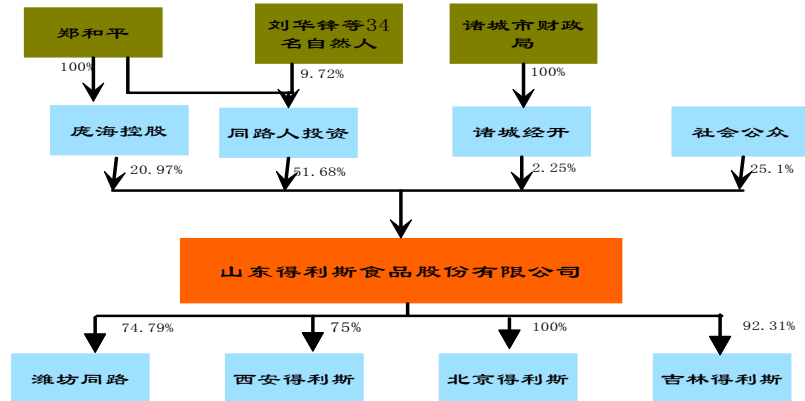 郑和平
刘华锋等34
名自然人
诸城市财政
局
100%
9.72%
100%
庞海控股
同路人投资
诸城经开
社会公众
20.97%
51.68%
2.25%
25.1%
山东得利斯食品股份有限公司
74.79%
75%
100%
92.31%
潍坊同路
西安得利斯
北京得利斯
吉林得利斯